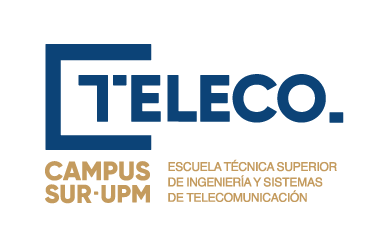 TELECO.
CAMPUS
SUR-UPM
ESCUELA TÉCNICA SUPERIOR
DE INGENIERÍA Y SISTEMAS
DE TELECOMUNICACIÓN